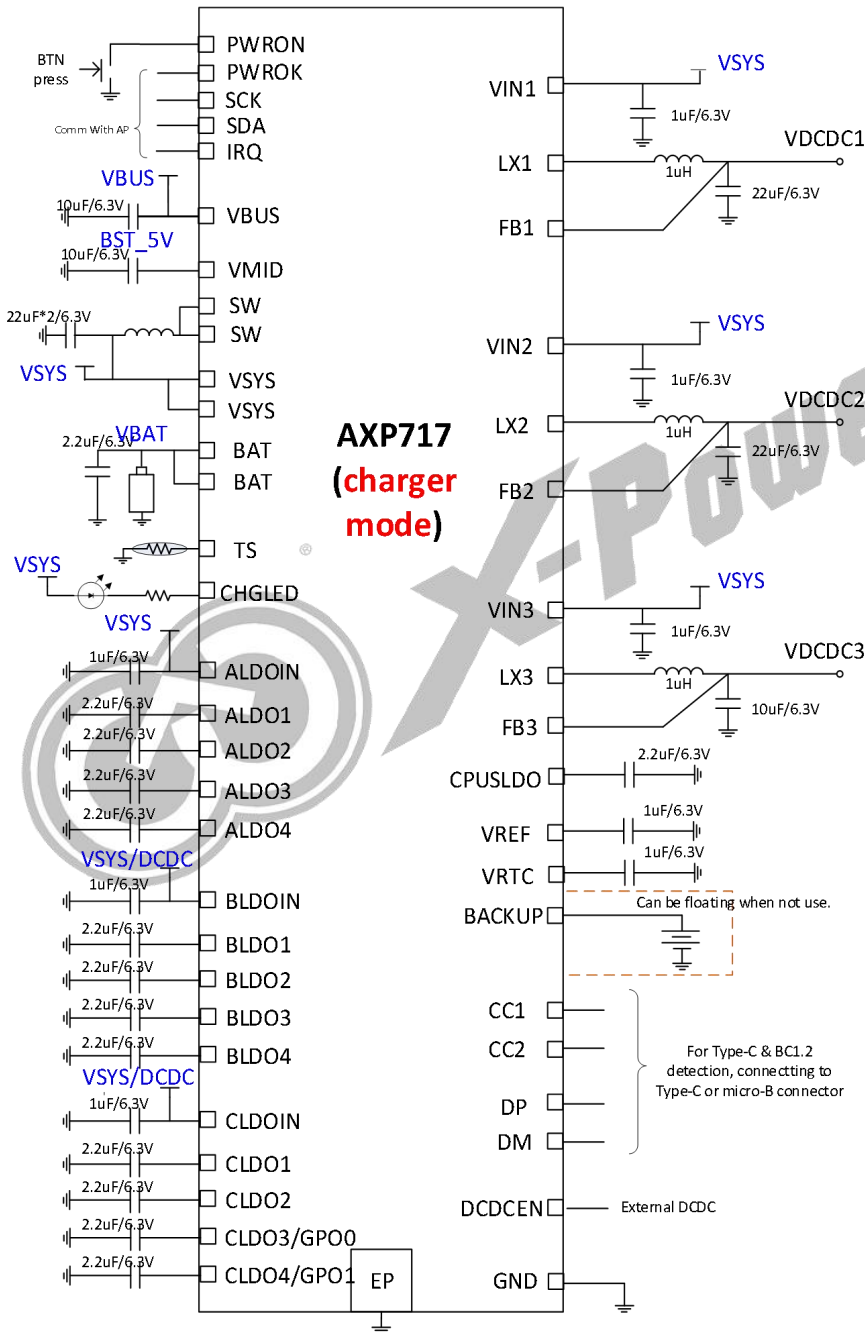 BTN
press
PWRON
PWROK
SCK
SDA
IRQ
Comm With AP
VBUS
10uF/6.3V
VBUS
BST_5V
10uF/6.3V
VMID
SW
22uF*2/6.3V
SW
VSYS
VSYS
VSYS
VBAT
2.2uF/6.3V
BAT
BAT
TS
VSYS
CHGLED
VSYS
1uF/6.3V
ALDOIN
2.2uF/6.3V
ALDO1
2.2uF/6.3V
ALDO2
2.2uF/6.3V
ALDO3
2.2uF/6.3V
ALDO4
VSYS/DCDC
1uF/6.3V
BLDOIN
2.2uF/6.3V
BLDO1
2.2uF/6.3V
BLDO2
2.2uF/6.3V
BLDO3
2.2uF/6.3V
BLDO4
VSYS/DCDC
1uF/6.3V
CLDOIN
2.2uF/6.3V
CLDO1
2.2uF/6.3V
CLDO2
2.2uF/6.3V
CLDO3/GPO0
2.2uF/6.3V
CLDO4/GPO1
AXP717
(charger
mode)
®
X-Powe
EP
VSYS
VIN1
1uF/6.3V
LX1
1uH
VDCDC1
22uF/6.3V
FB1
VSYS
VIN2
1uF/6.3V
VDCDC2
LX2
1uH
22uF/6.3V
FB2
VSYS
VIN3
1uF/6.3V
VDCDC3
LX3
1uH
10uF/6.3V
FB3
2.2uF/6.3V
CPUSLDO
1uF/6.3V
VREF
1uF/6.3V
VRTC
Can be floating when not use.
BACKUP
CC1
CC2
DP
DM
For Type-C & BC1.2
detection, connectting to
Type-C or micro-B connector
DCDCEN
External DCDC
GND